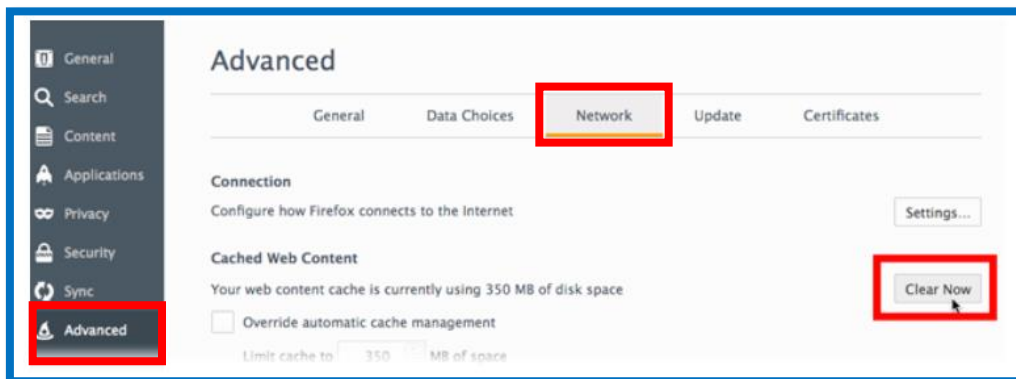 General
Search
Content
Applications
Privacy
Security
Sync
Advanced
Advanced
General Data Choices Network Update Certificates
Connection
Configure how Firefox connects to the Internet
Settings...
Cached Web Content
Your web content cache is currently using 350 MB of disk space
Clear Now
Override automatic cache management
Limit cache to 350 MB of space